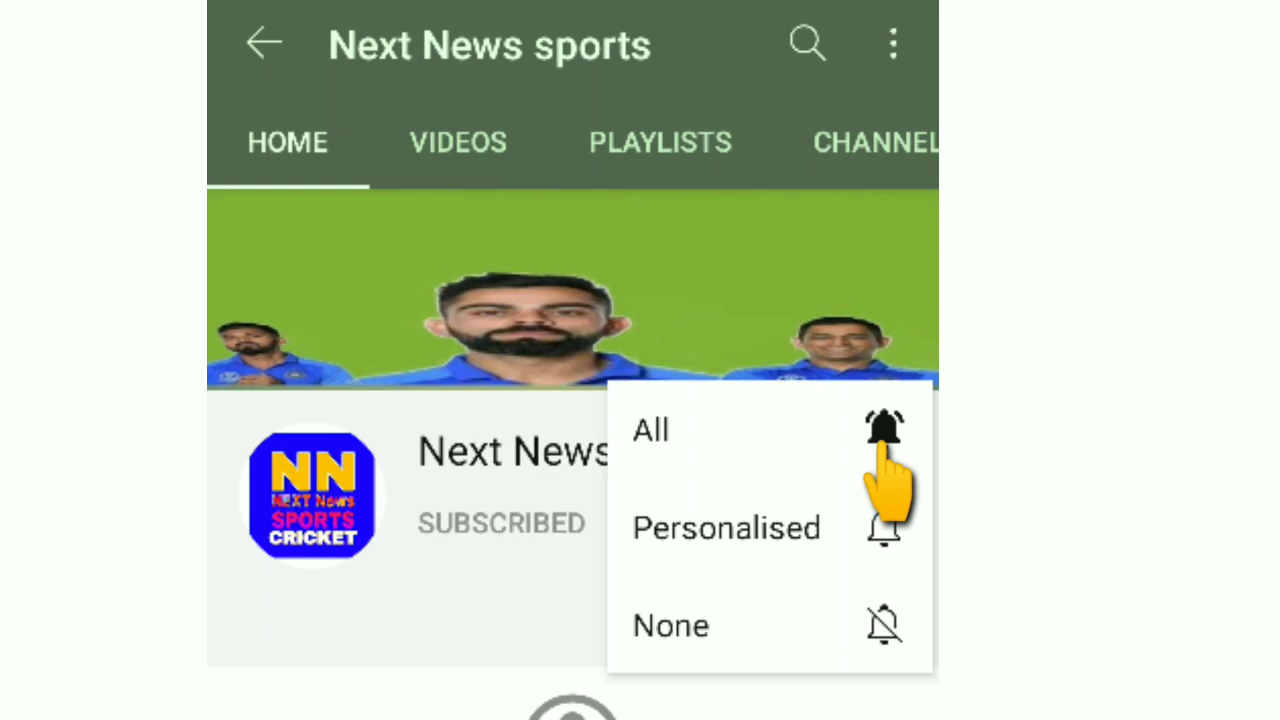 Next News sports
HOME VIDEOS PLAYLISTS CHANNEL
All
Next News
NN
NEXT News
SPORTS
CRICKET
SUBSCRIBED
Personalised
None